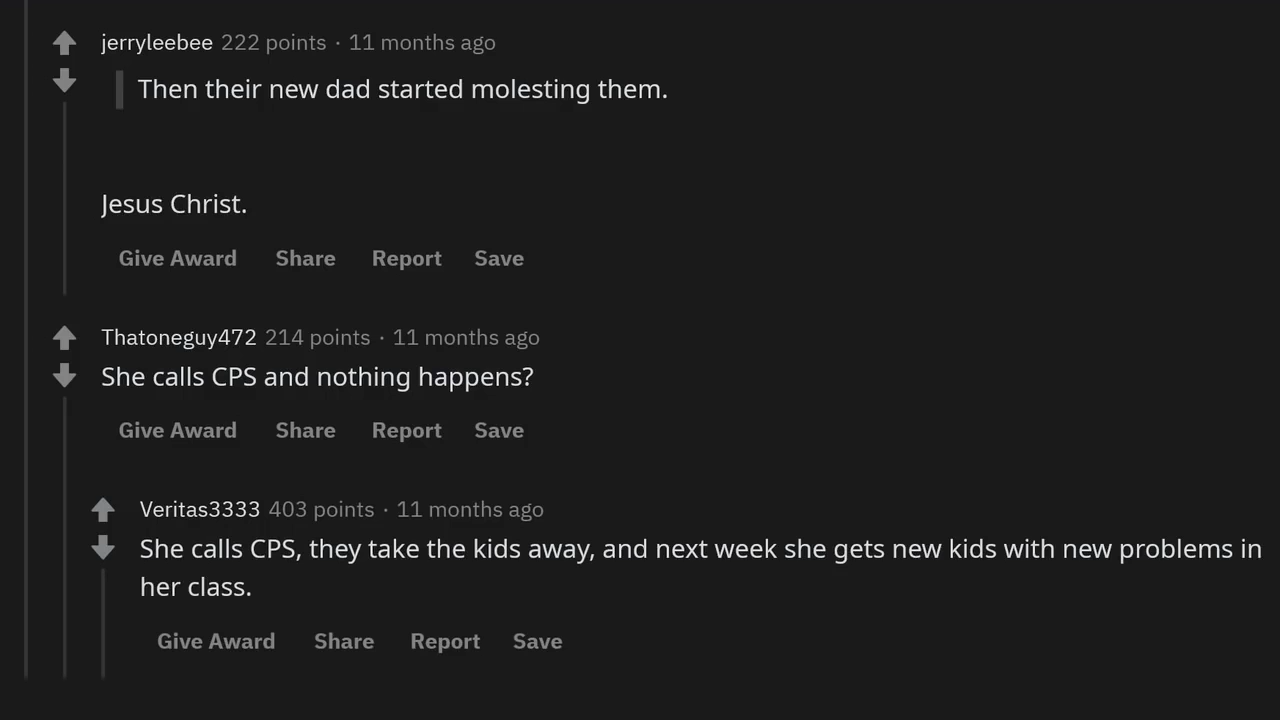 jerryleebee 222 points · 11 months ago
Then their new dad started molesting them.
Jesus Christ.
Give Award Share Report Save
Thatoneguy472 214 points · 11 months ago
She calls CPS and nothing happens?
Give Award Share Report Save
Veritas3333 403 points · 11 months ago
She calls CPS, they take the kids away, and next week she gets new kids with new problems in
her class.
Give Award Share Report Save